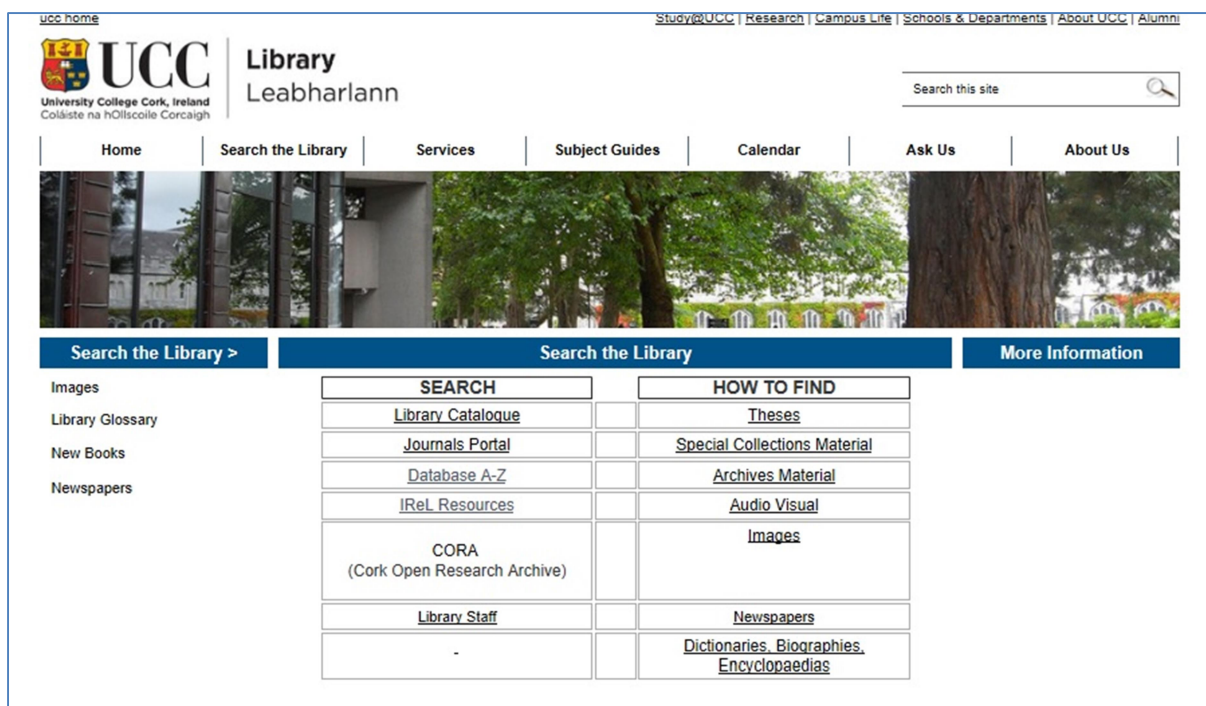 ucc home
Study@UCC | Research | Campus Life | Schools & Departments | About UCC | Alumni
UCC
University College Cork, Ireland
Coláiste na hOllscoile Corcaigh
Library
Leabharlann
Search this site
Home
Search the Library
Services
Subject Guides
Calendar
Ask Us
About Us
Search the Library >
Search the Library
More Information
Images
Library Glossary
New Books
Newspapers
SEARCH
HOW TO FIND
Library Catalogue
Theses
Journals Portal
Special Collections Material
Database A-Z
Archives Material
IReL Resources
Audio Visual
CORA
(Cork Open Research Archive)
Images
Library Staff
Newspapers
-
Dictionaries, Biographies,
Encyclopaedias